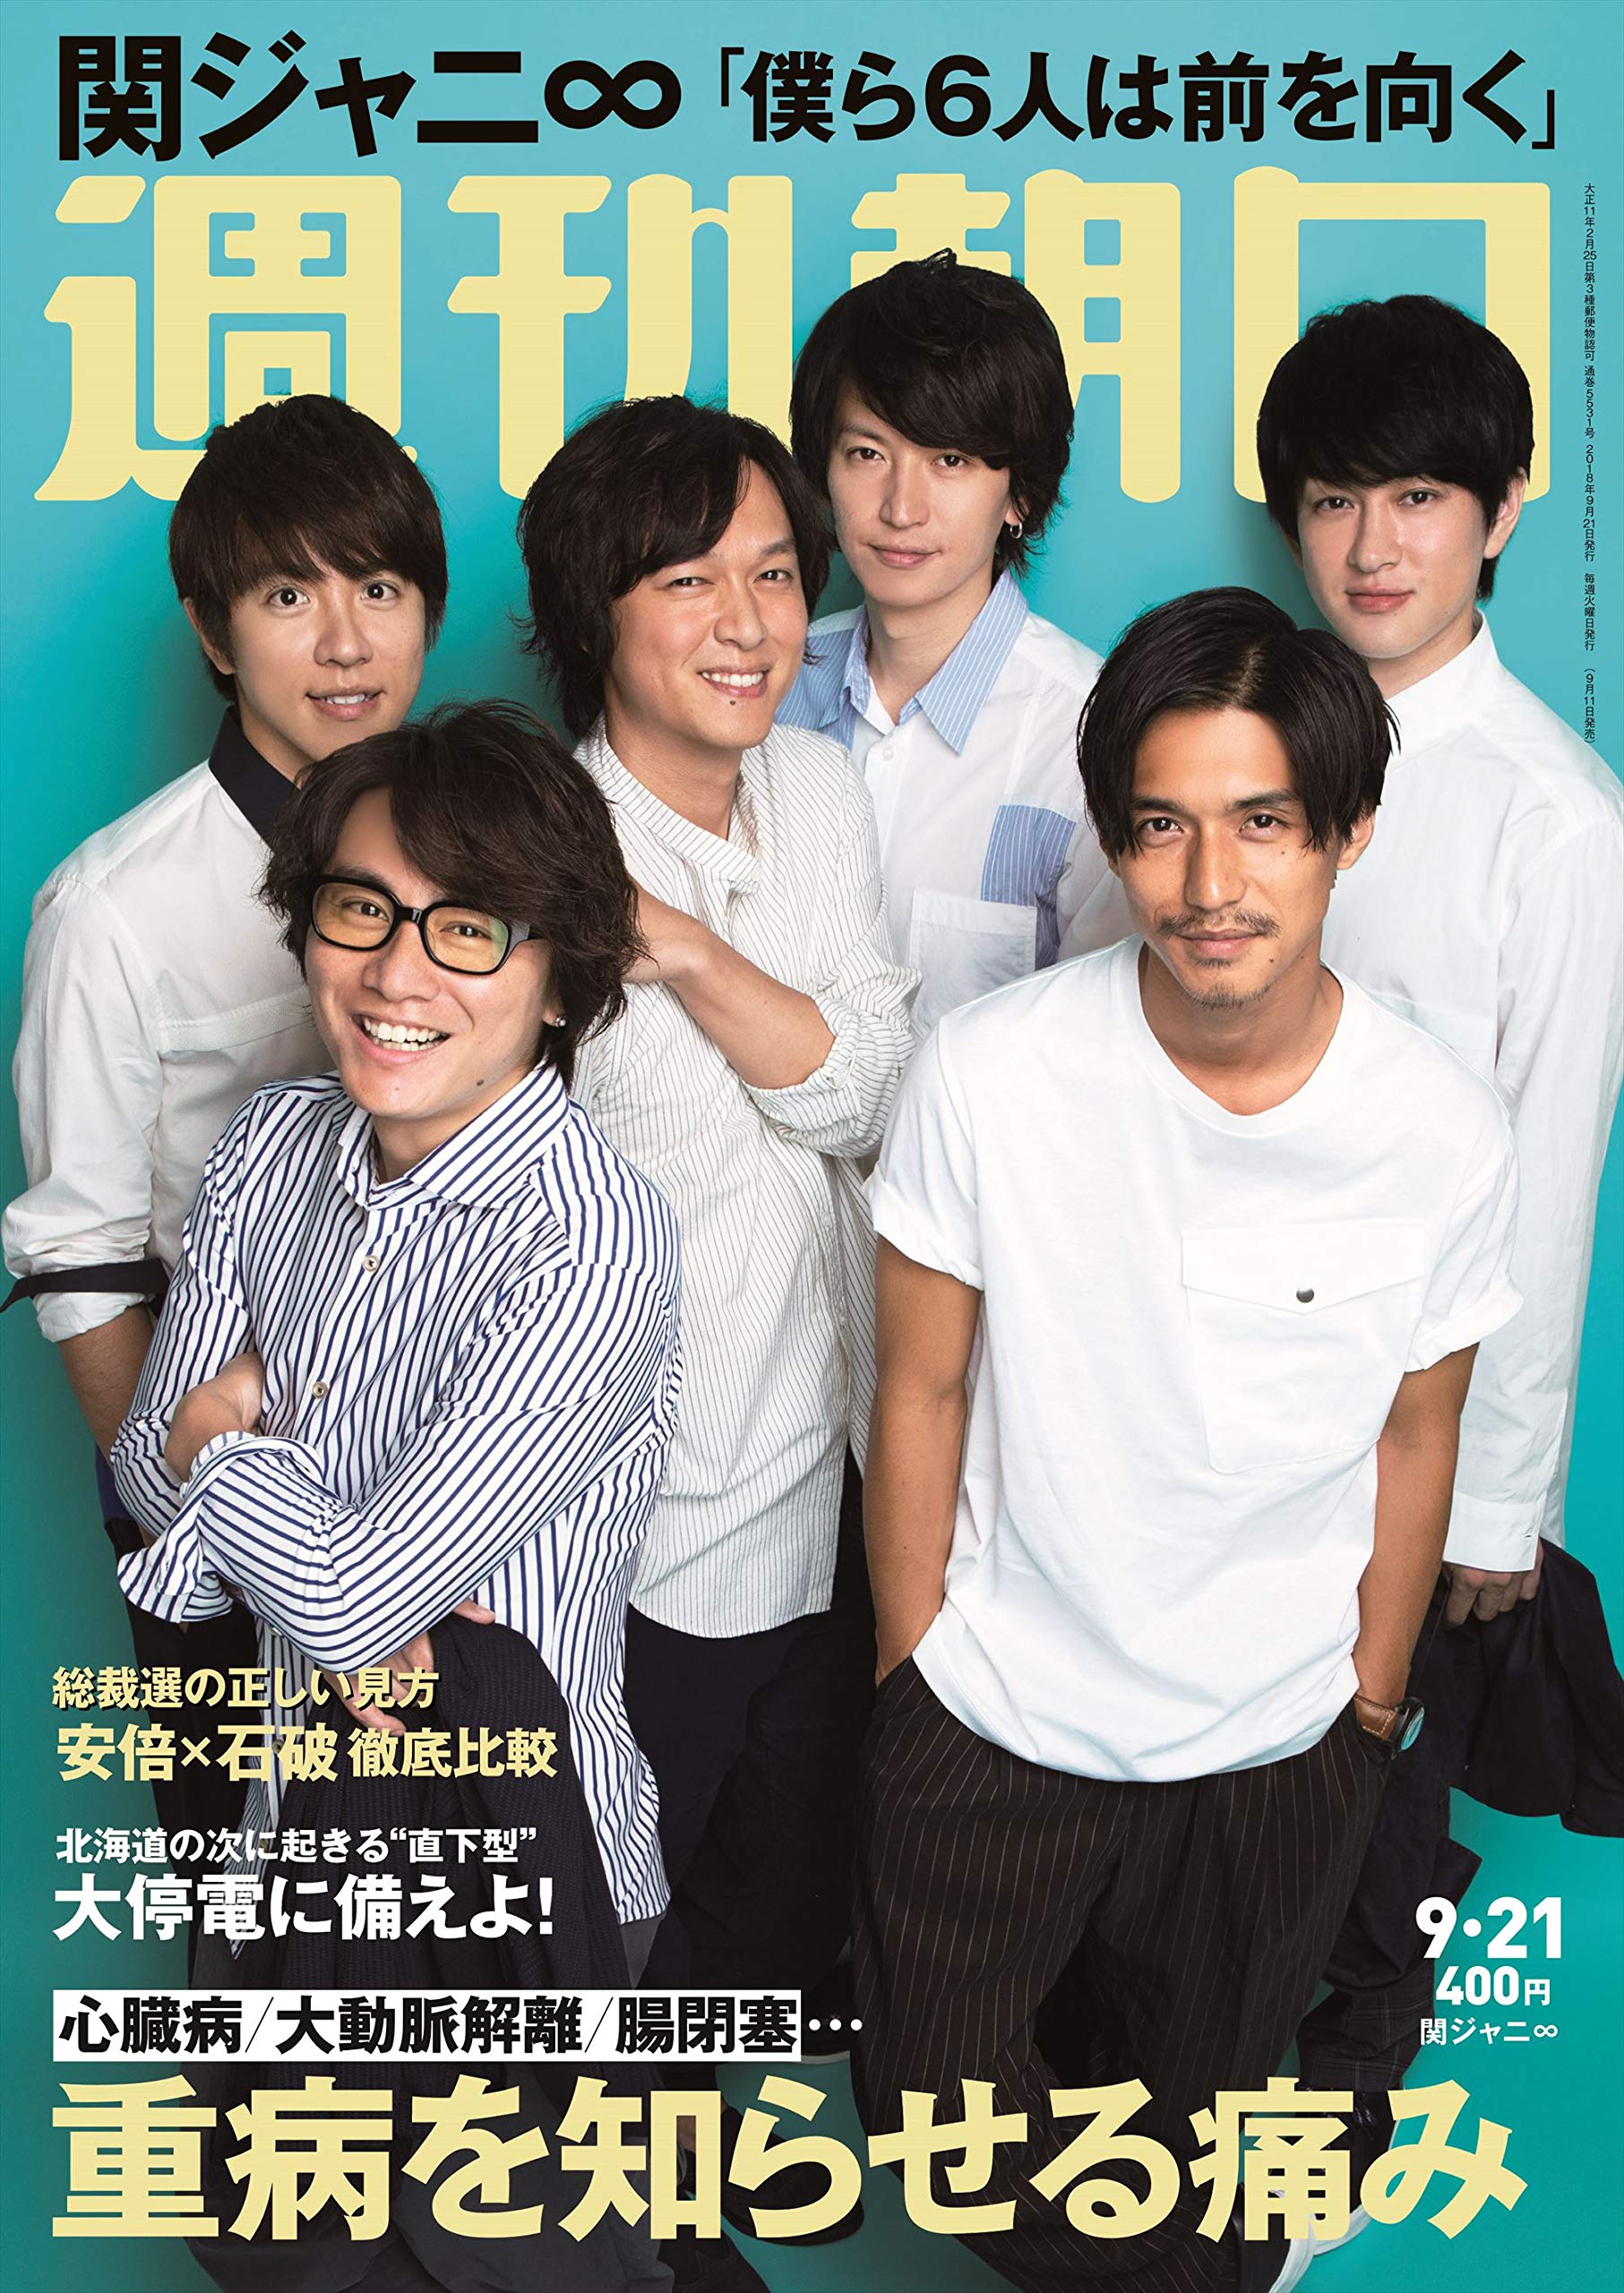 関ジャニ∞「僕ら6人は前を向く」
週刊朝日
大正11年2月25日第3種郵便物認可 通巻5531号 2018年9月21日発行 毎週火曜日発行 (9月11日発売)
総裁選の正しい見方
安倍×石破 徹底比較
北海道の次に起きる“直下型”
大停電に備えよ!
9・21
400円
関ジャニ∞
心臓病/大動脈解離/腸閉塞…
重病を知らせる痛み